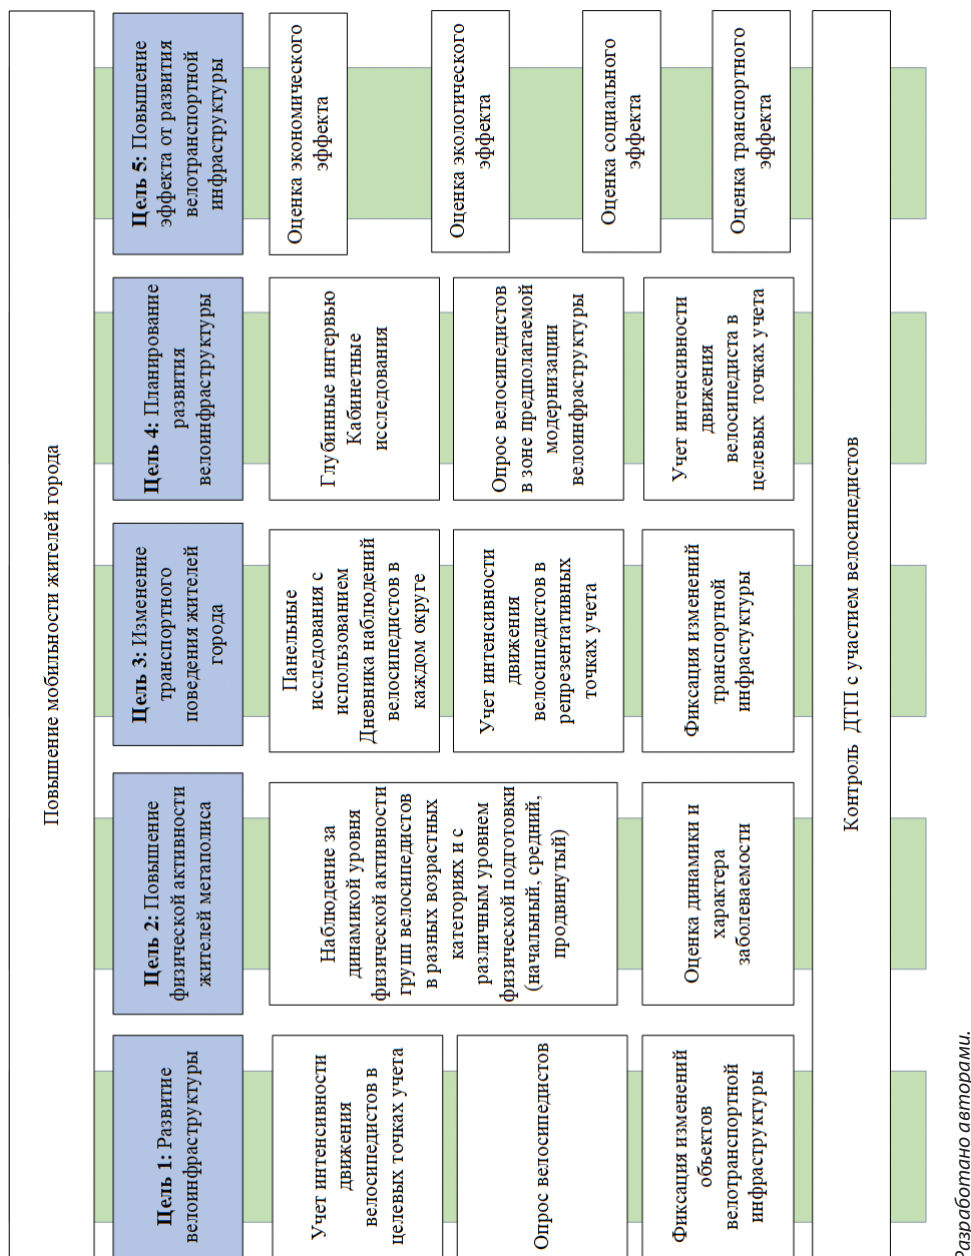 Повышение мобильности жителей города
Цель 1: Развитие
велоинфраструктуры
Учет интенсивности
движения
велосипедистов в
целевых точках учета
Опрос велосипедистов
Фиксация изменений
объектов
велотранспортной
инфраструктуры
Цель 2: Повышение
физической активности
жителей мегаполиса
Наблюдение за
динамикой уровня
физической активности
групп велосипедистов
в разных возрастных
категориях и с
различным уровнем
физической подготовки
(начальный, средний,
продвинутый)
Оценка динамики и
характера
заболеваемости
Цель 3: Изменение
транспортного
поведения жителей
города
Панельные
исследования с
использованием
Дневника наблюдений
велосипедистов в
каждом округе
Учет интенсивности
движения
велосипедистов в
репрезентативных
точках учета
Фиксация изменений
транспортной
инфрастуктуры
Цель 4: Планирование
развития
велоинфраструктуры
Глубинные интервью
Кабинетные
исследования
Опрос велосипедистов
в зоне предполагаемой
модернизации
велоинфраструктуры
Учет интенсивности
движения
велосипедиста в
целевых точках учета
Цель 5: Повышение
эффекта от развития
велотранспортной
инфраструктуры
Оценка экономического
эффекта
Оценка экологического
эффекта
Оценка социального
эффекта
Оценка транспортного
эффекта
Контроль ДТП с участием велосипедистов
Разработано авторами.